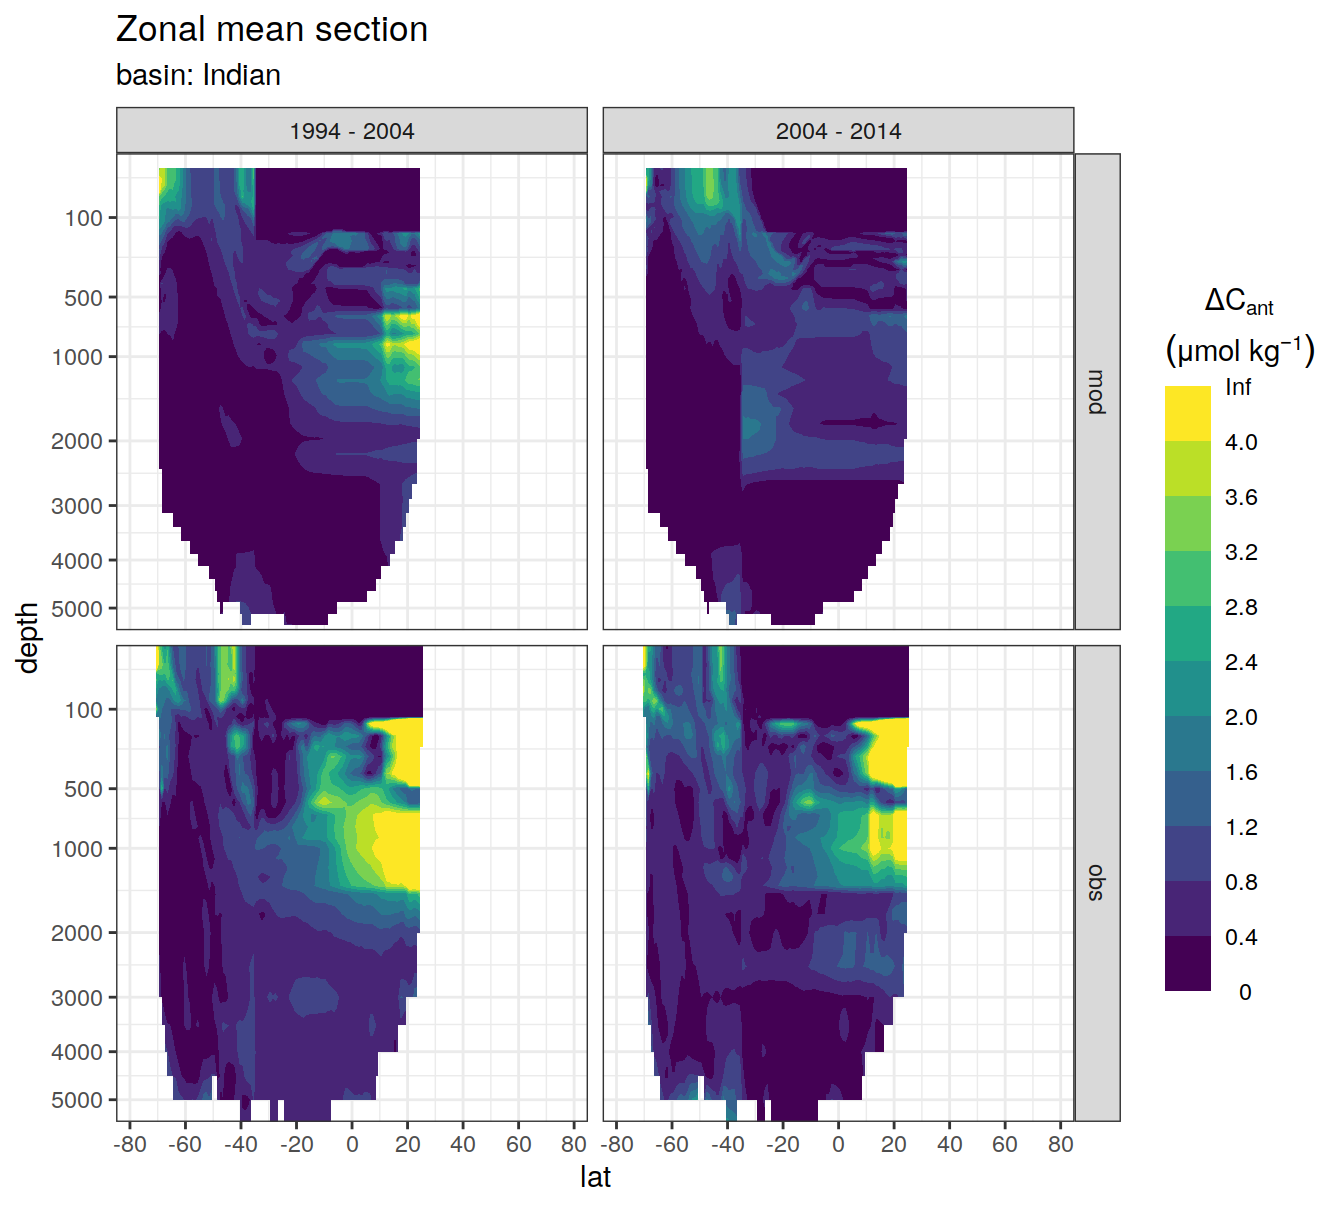 Zonal mean section
basin: Indian
1994 - 2004
2004 - 2014
100
500
1000
2000
3000
4000
5000
mod
100
500
1000
2000
3000
4000
5000
obs
-80 -60 -40 -20 0 20 40 60 80
-80 -60 -40 -20 0 20 40 60 80
lat
depth
ΔCant
(µmol kg⁻¹)
Inf
4.0
3.6
3.2
2.8
2.4
2.0
1.6
1.2
0.8
0.4
0